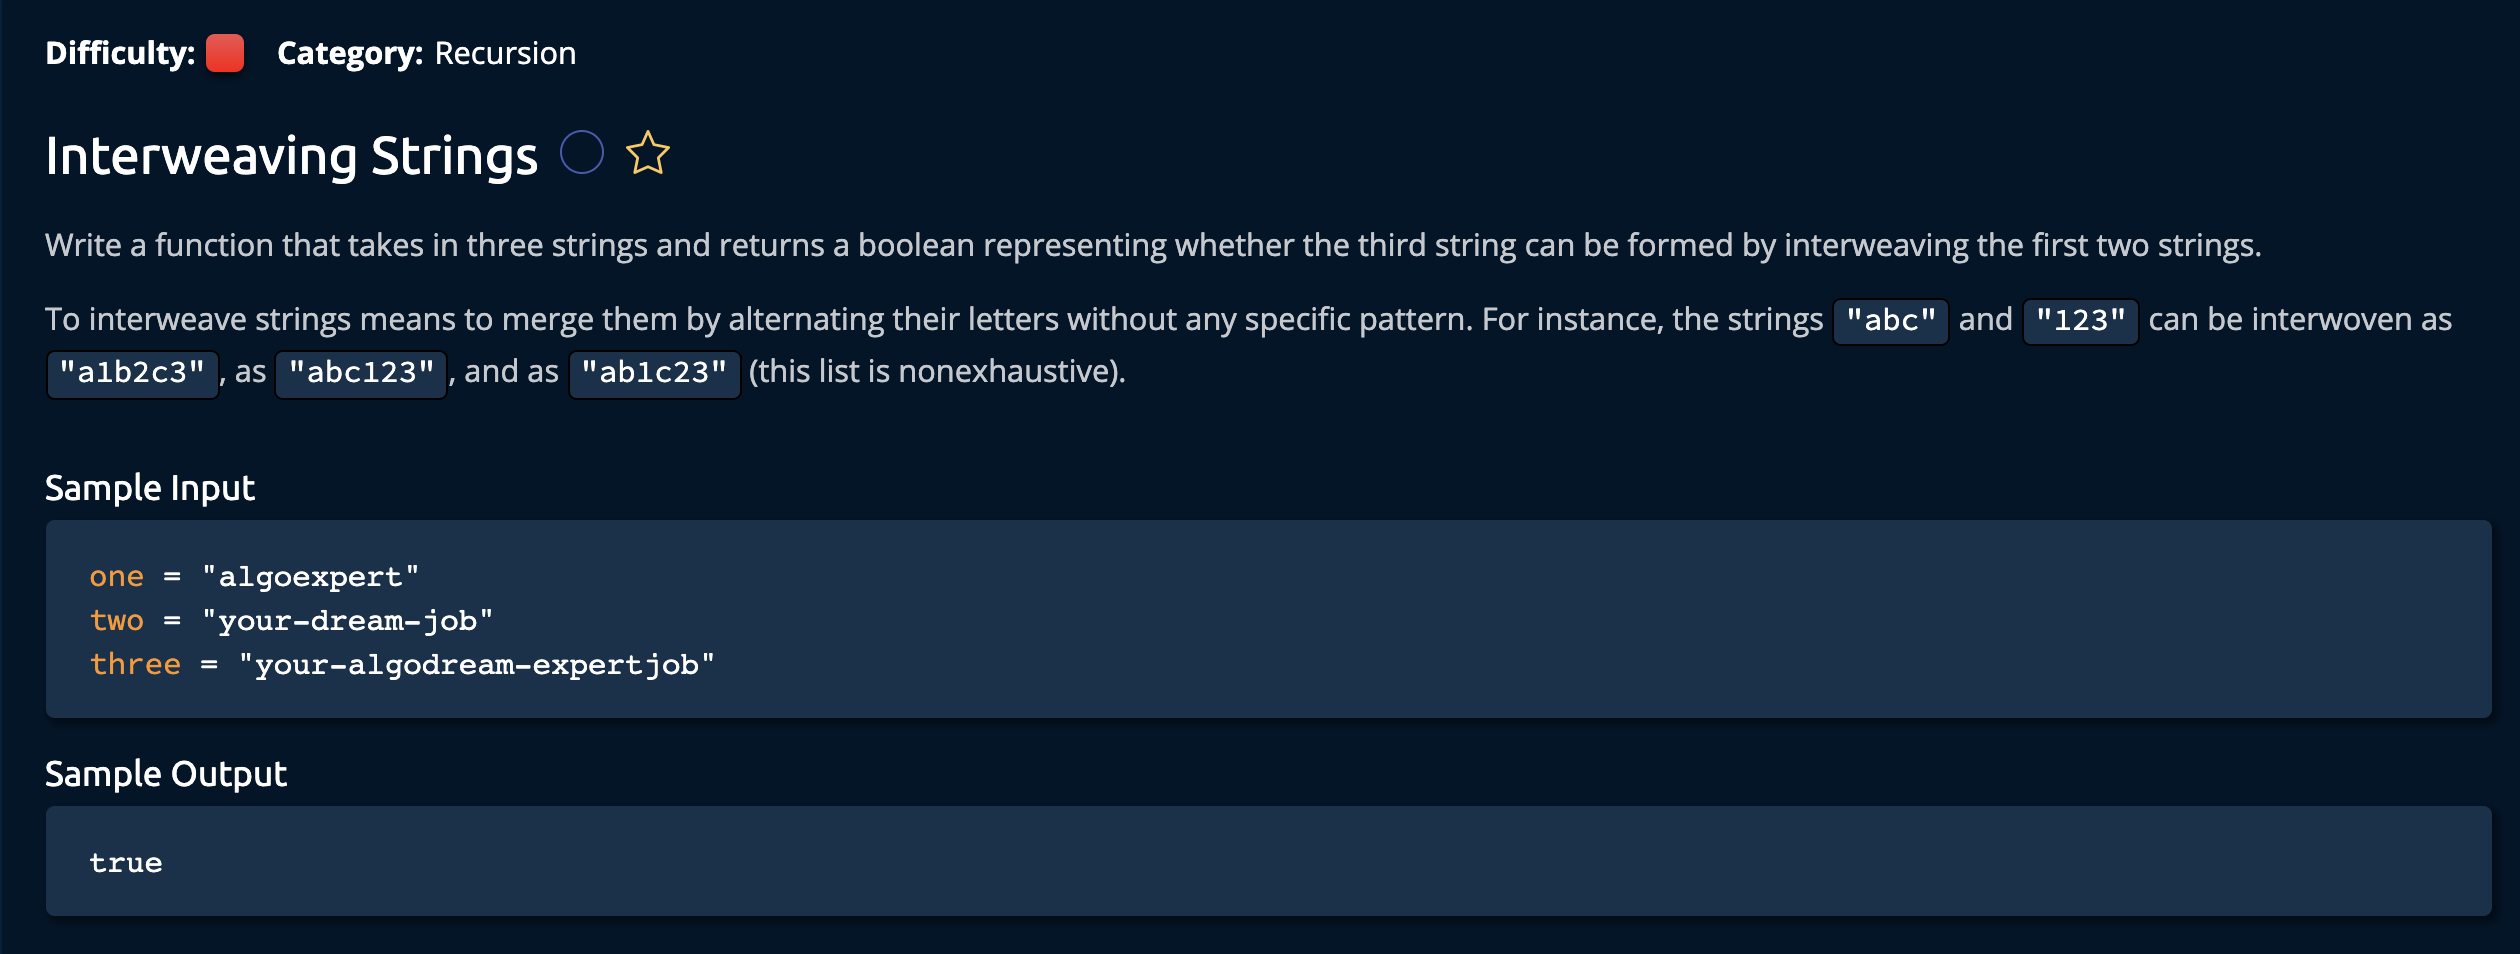 Difficulty: Category: Recursion
Interweaving Strings
Write a function that takes in three strings and returns a boolean representing whether the third string can be formed by interweaving the first two strings.
To interweave strings means to merge them by alternating their letters without any specific pattern. For instance, the strings "abc" and "123" can be interwoven as
"a1b2c3", as "abc123", and as "ab1c23" (this list is nonexhaustive).
Sample Input
one = "algoexpert"
two = "your-dream-job"
three = "your-algodream-expertjob"
Sample Output
true